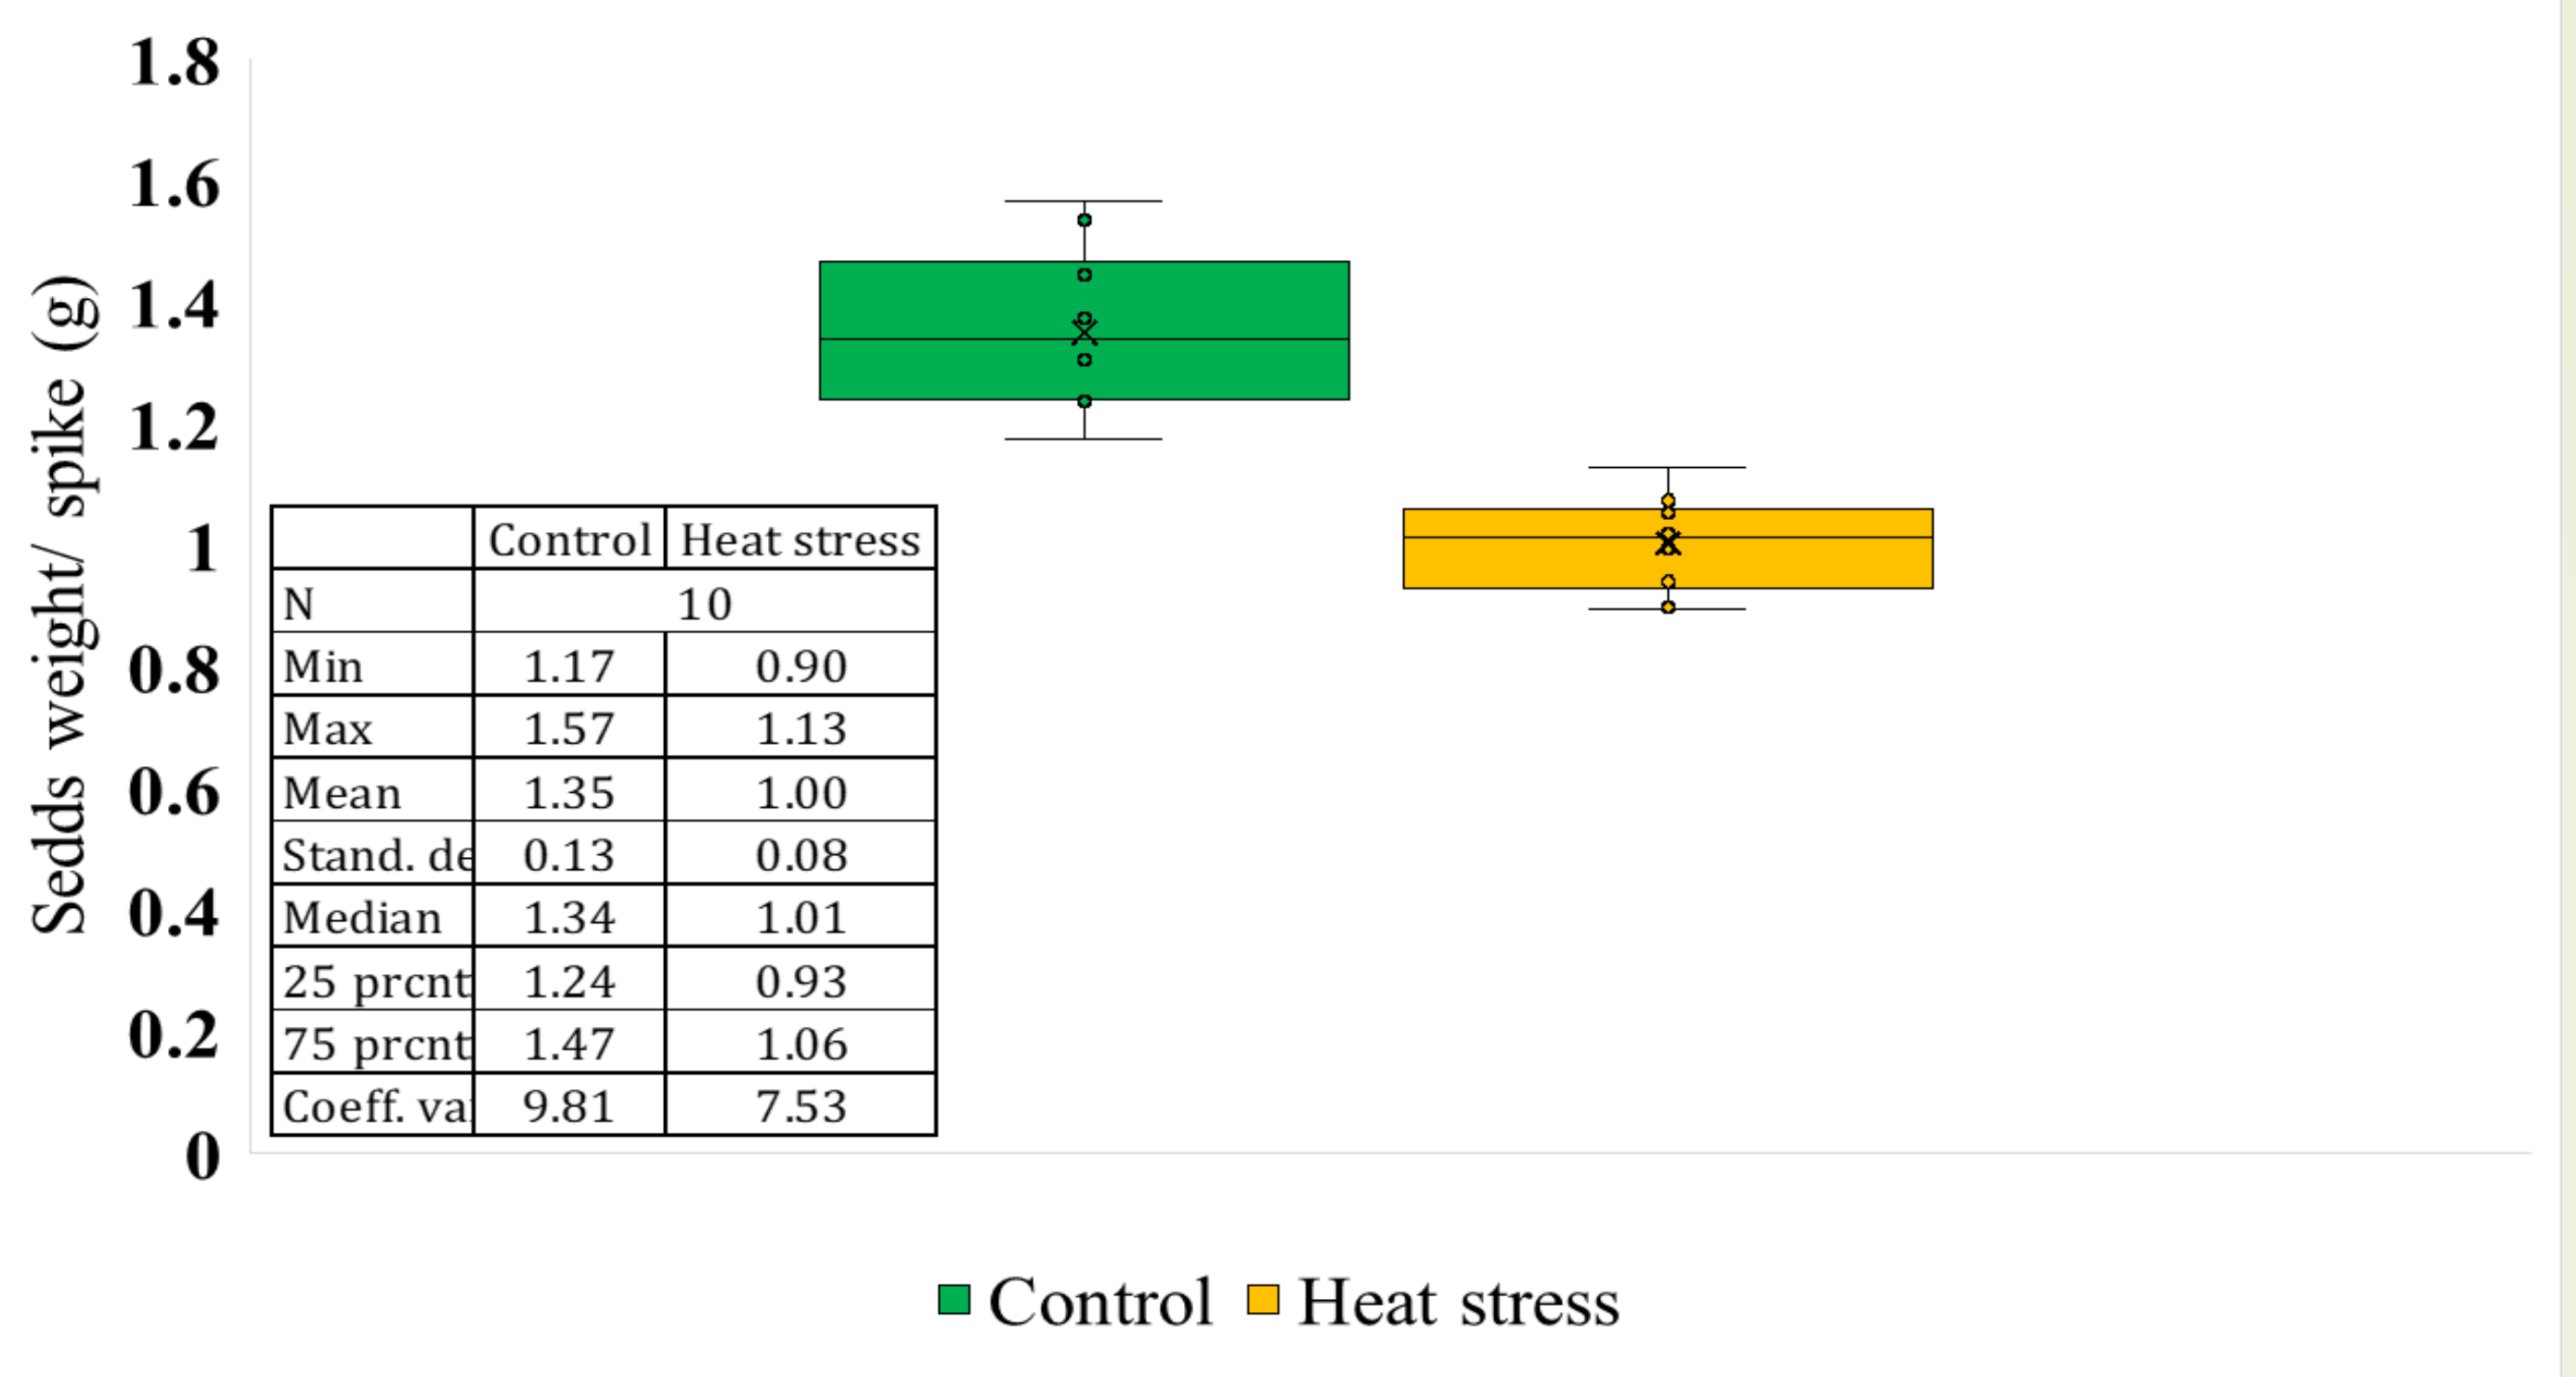 Sedds weight/ spike (g)
1.8
1.6
1.4
1.2
1
0.8
0.6
0.4
0.2
0
Control Heat stress
N 10
Min 1.17 0.90
Max 1.57 1.13
Mean 1.35 1.00
Stand. de 0.13 0.08
Median 1.34 1.01
25 prcnt 1.24 0.93
75 prcnt 1.47 1.06
Coeff. va 9.81 7.53
Control Heat stress